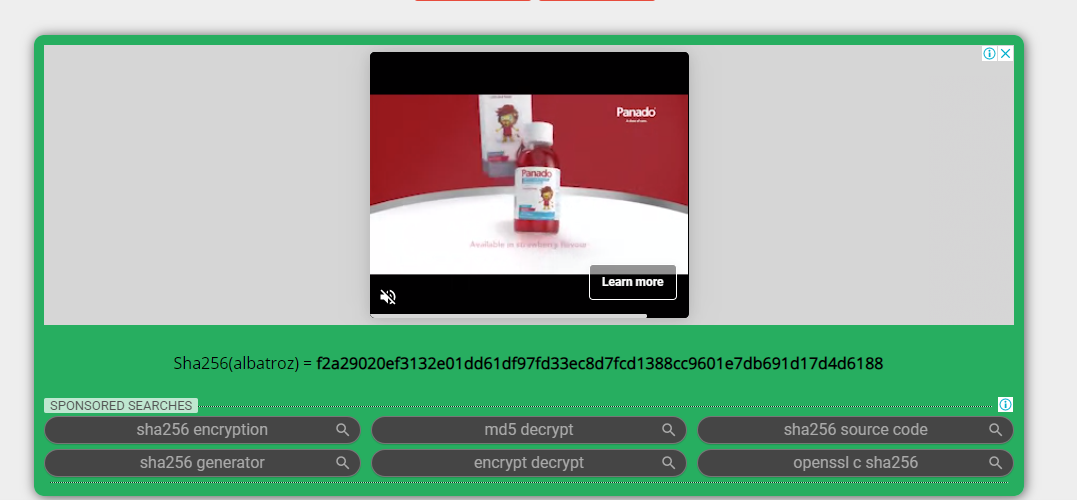 Panado
Panado
Available in strawberry flavour
Learn more
Sha256(albatroz) = f2a29020ef3132e01dd61df97fd33ec8d7fcd1388cc9601e7db691d17d4d6188
SPONSORED SEARCHES
sha256 encryption
md5 decrypt
sha256 source code
sha256 generator
encrypt decrypt
openssl c sha256